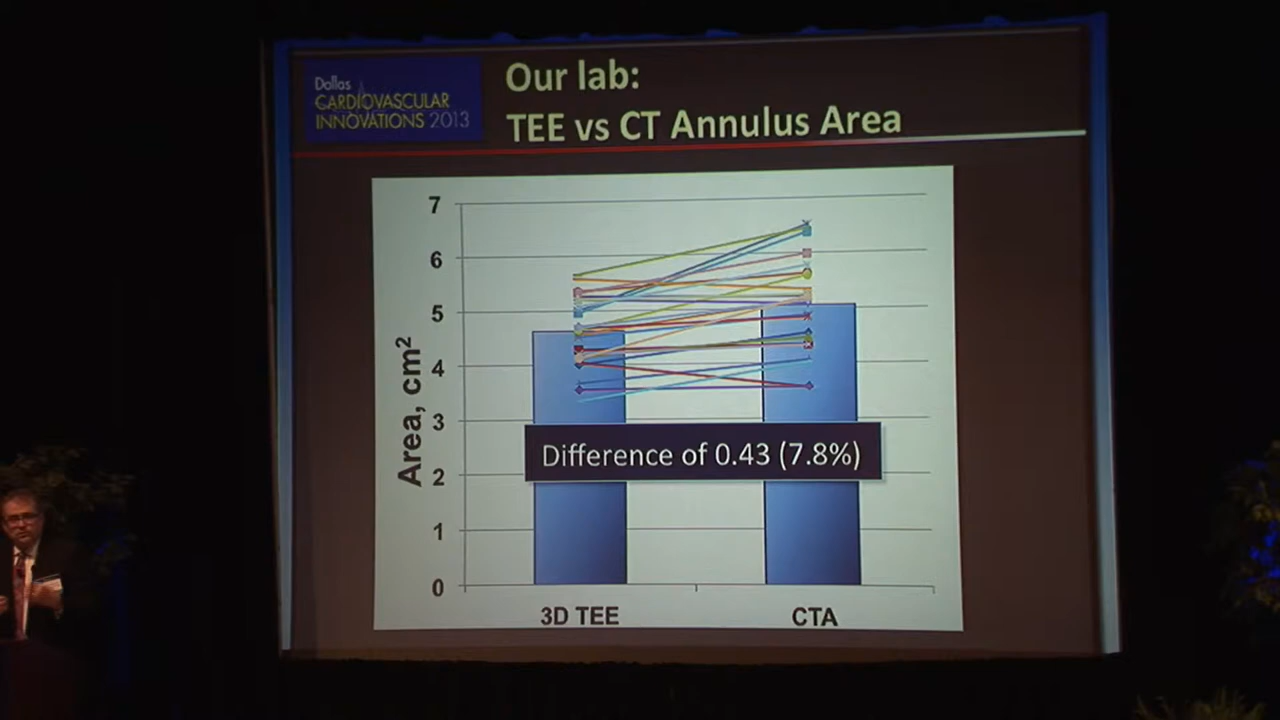 Dallas
CARDIOVASCULAR
INNOVATIONS 2013
Our lab:
TEE vs CT Annulus Area
Area, cm²
7
6
5
4
3
2
1
0
Difference of 0.43 (7.8%)
3D TEE
CTA